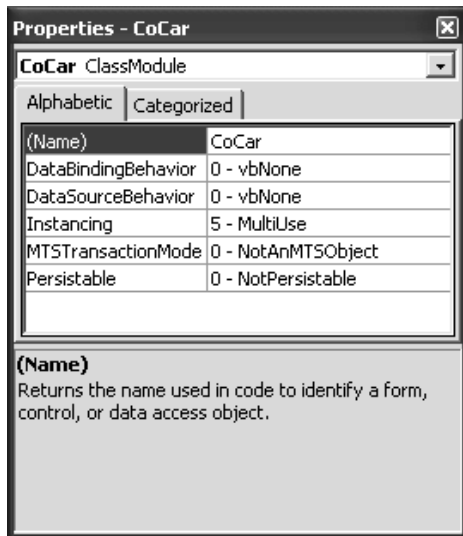 Properties - CoCar
CoCar ClassModule
Alphabetic Categorized
(Name) CoCar
DataBindingBehavior 0 - vbNone
DataSourceBehavior 0 - vbNone
Instancing 5 - MultiUse
MTSTransactionMode 0 - NotAnMTSObject
Persistable 0 - NotPersistable
(Name)
Returns the name used in code to identify a form,
control, or data access object.